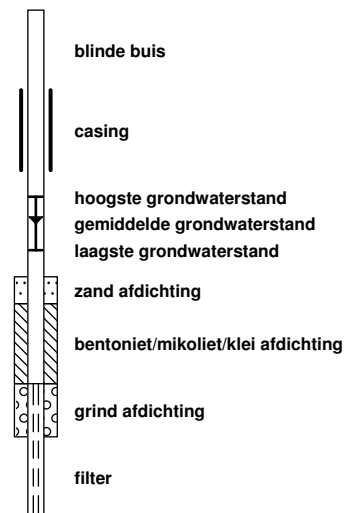 blinde buis
casing
hoogste grondwaterstand
gemiddelde grondwaterstand
laagste grondwaterstand
zand afdichting
bentoniet/mikoliet/klei afdichting
grind afdichting
filter